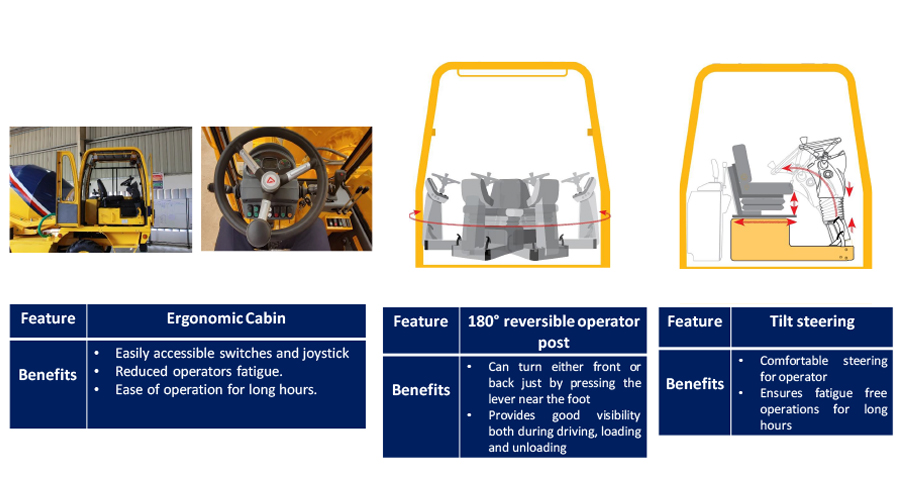 Feature
Ergonomic Cabin
Benefits
• Easily accessible switches and joystick
• Reduced operators fatigue.
• Ease of operation for long hours.
Feature
180° reversible operator
post
Benefits
• Can turn either front or
back just by pressing the
lever near the foot
• Provides good visibility
both during driving, loading
and unloading
Feature
Tilt steering
Benefits
• Comfortable steering
for operator
• Ensures fatigue free
operations for long
hours